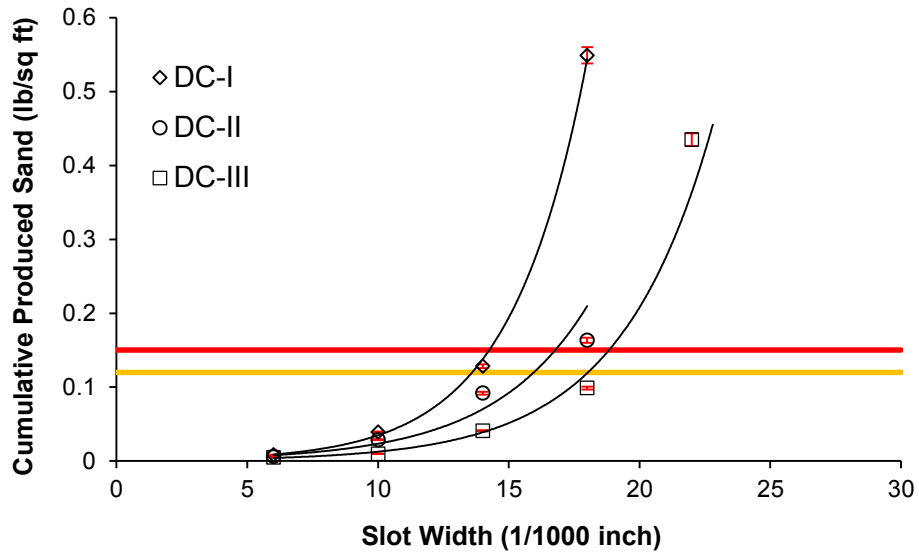 Cumulative Produced Sand (lb/sq ft)
0.6
0.5
0.4
0.3
0.2
0.1
0
DC-I
DC-II
DC-III
0 5 10 15 20 25 30
Slot Width (1/1000 inch)